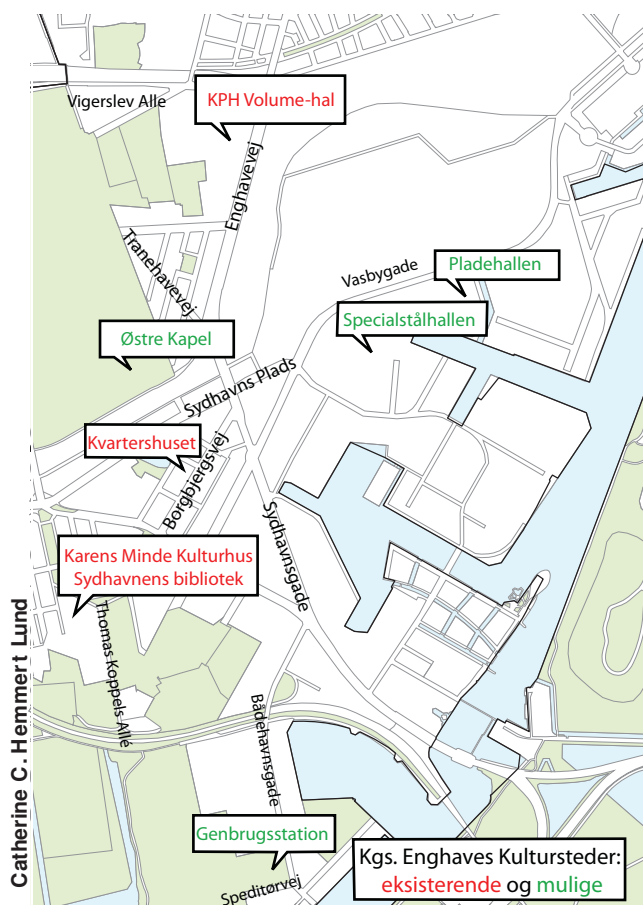 Vigerslev Alle
KPH Volume-hal
Enghavevej
Tranehavevej
Vasbygade
Pladehallen
Specialstålhallen
Østre Kapel
Sydhavns Plads
Kvartershuset
Borgbjergsvej
Sydhavnsgade
Karens Minde Kulturhus
Sydhavnens bibliotek
Thomas Koppels Allé
Bådehavnsgade
Genbrugsstation
Speditørvej
Kgs. Enghaves Kultursteder:
eksisterende og mulige
Catherine C. Hemmert Lund